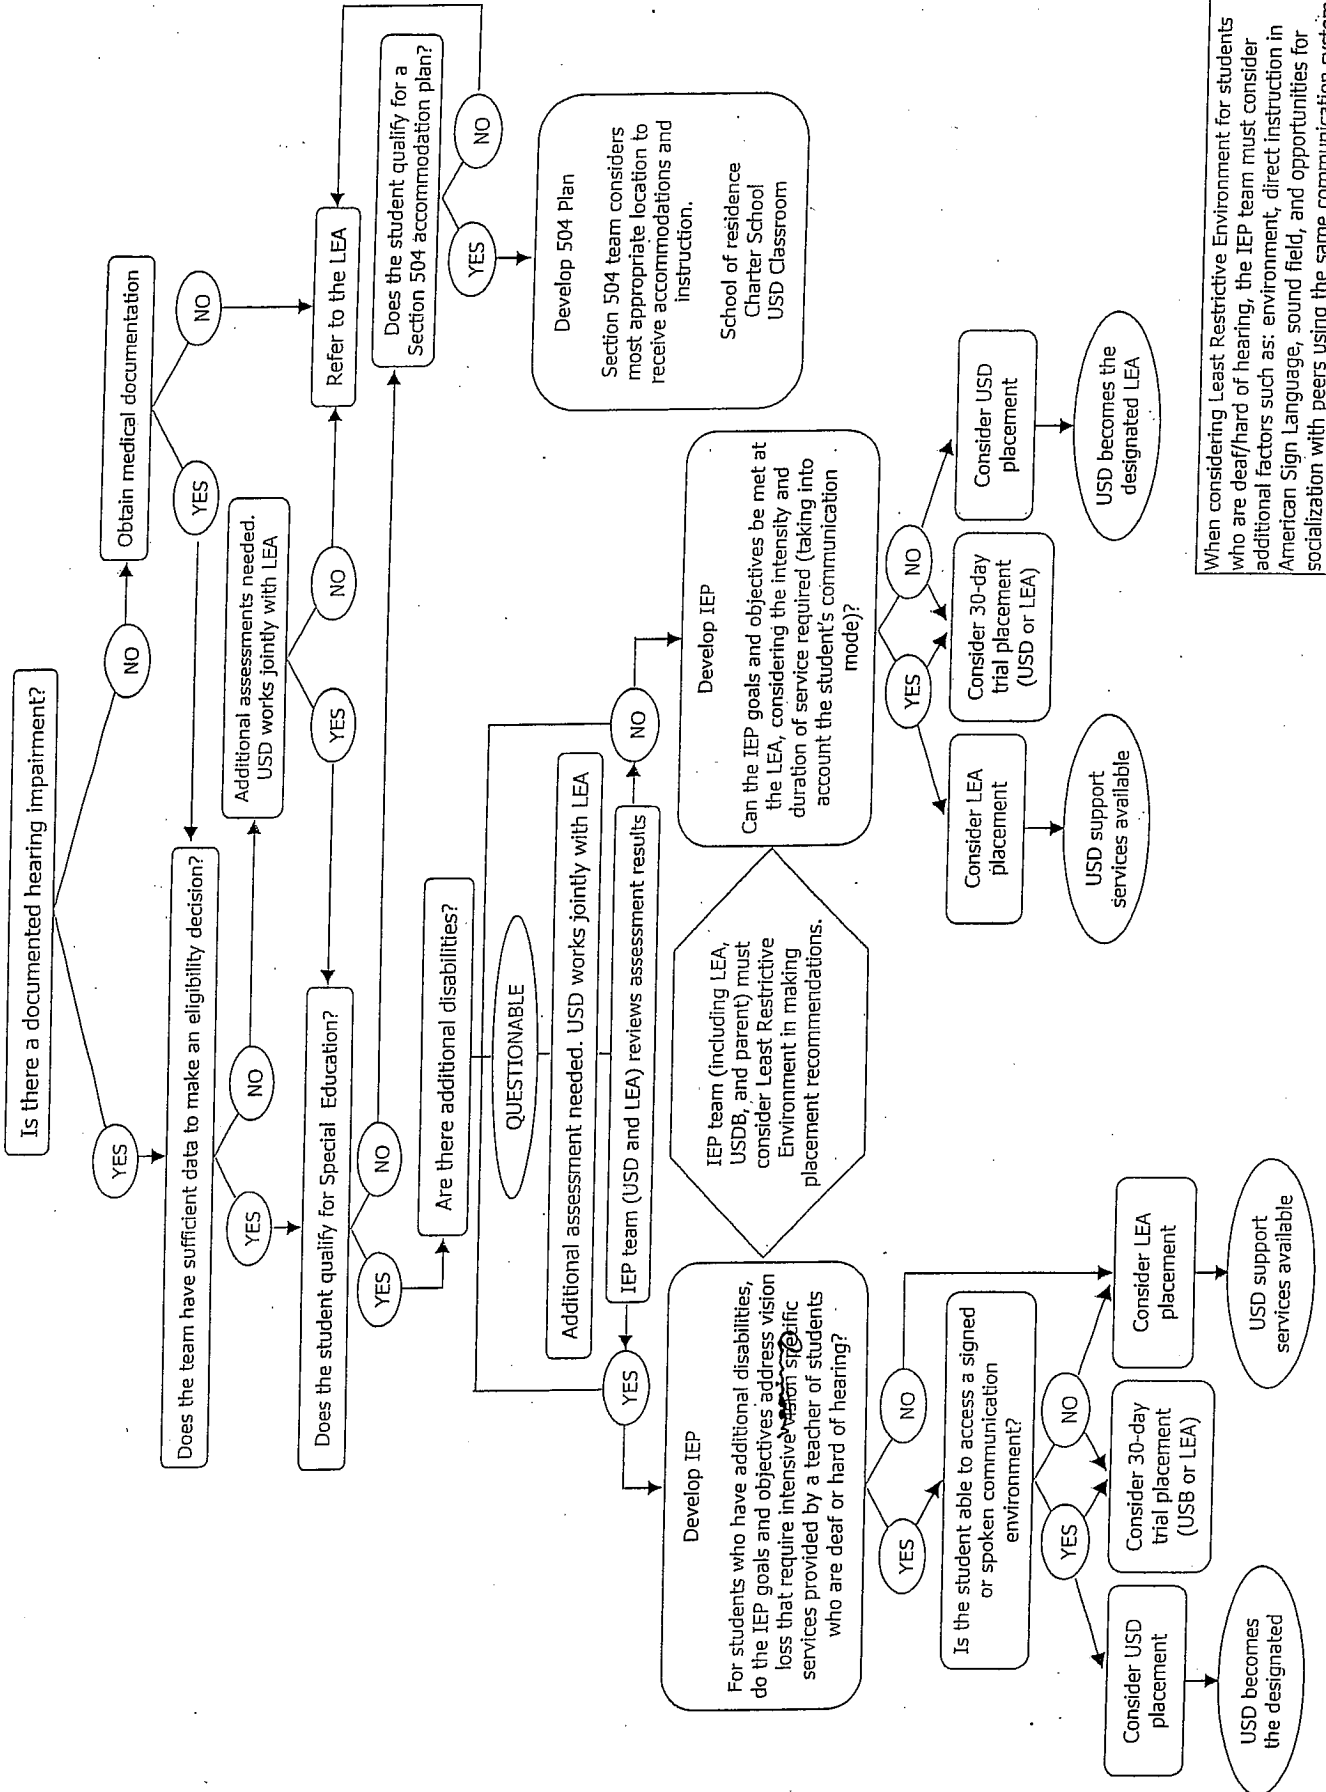 Is there a documented hearing impairment?
YES
NO
Obtain medical documentation
YES
NO
Does the team have sufficient data to make an eligibility decision?
YES
NO
Additional assessments needed.
USD works jointly with LEA
YES
NO
Refer to the LEA
Does the student qualify for Special Education?
YES
NO
Does the student qualify for a
Section 504 accommodation plan?
YES
NO
Develop 504 Plan
Section 504 team considers
most appropriate location to
receive accommodations and
instruction.
School of residence
Charter School
USD Classroom
Are there additional disabilities?
QUESTIONABLE
Additional assessment needed. USD works jointly with LEA
IEP team (USD and LEA) reviews assessment results
YES
NO
Develop IEP
For students who have additional disabilities,
do the IEP goals and objectives address vision
loss that require intensive vision specific
services provided by a teacher of students
who are deaf or hard of hearing?
YES
NO
Is the student able to access a signed
or spoken communication
environment?
YES
NO
Consider USD
placement
Consider 30-day
trial placement
(USB or LEA)
Consider LEA
placement
USD becomes
the designated
USD support
services available
IEP team (including LEA,
USDB, and parent) must
consider Least Restrictive
Environment in making
placement recommendations.
Develop IEP
Can the IEP goals and objectives be met at
the LEA, considering the intensity and
duration of service required (taking into
account the student's communication
mode)?
YES
NO
Consider LEA
placement
Consider 30-day
trial placement
(USD or LEA)
Consider USD
placement
USD support
services available
USD becomes the
designated LEA
When considering Least Restrictive Environment for students
who are deaf/hard of hearing, the IEP team must consider
additional factors such as: environment, direct instruction in
American Sign Language, sound field, and opportunities for
socialization with peers using the same communication system